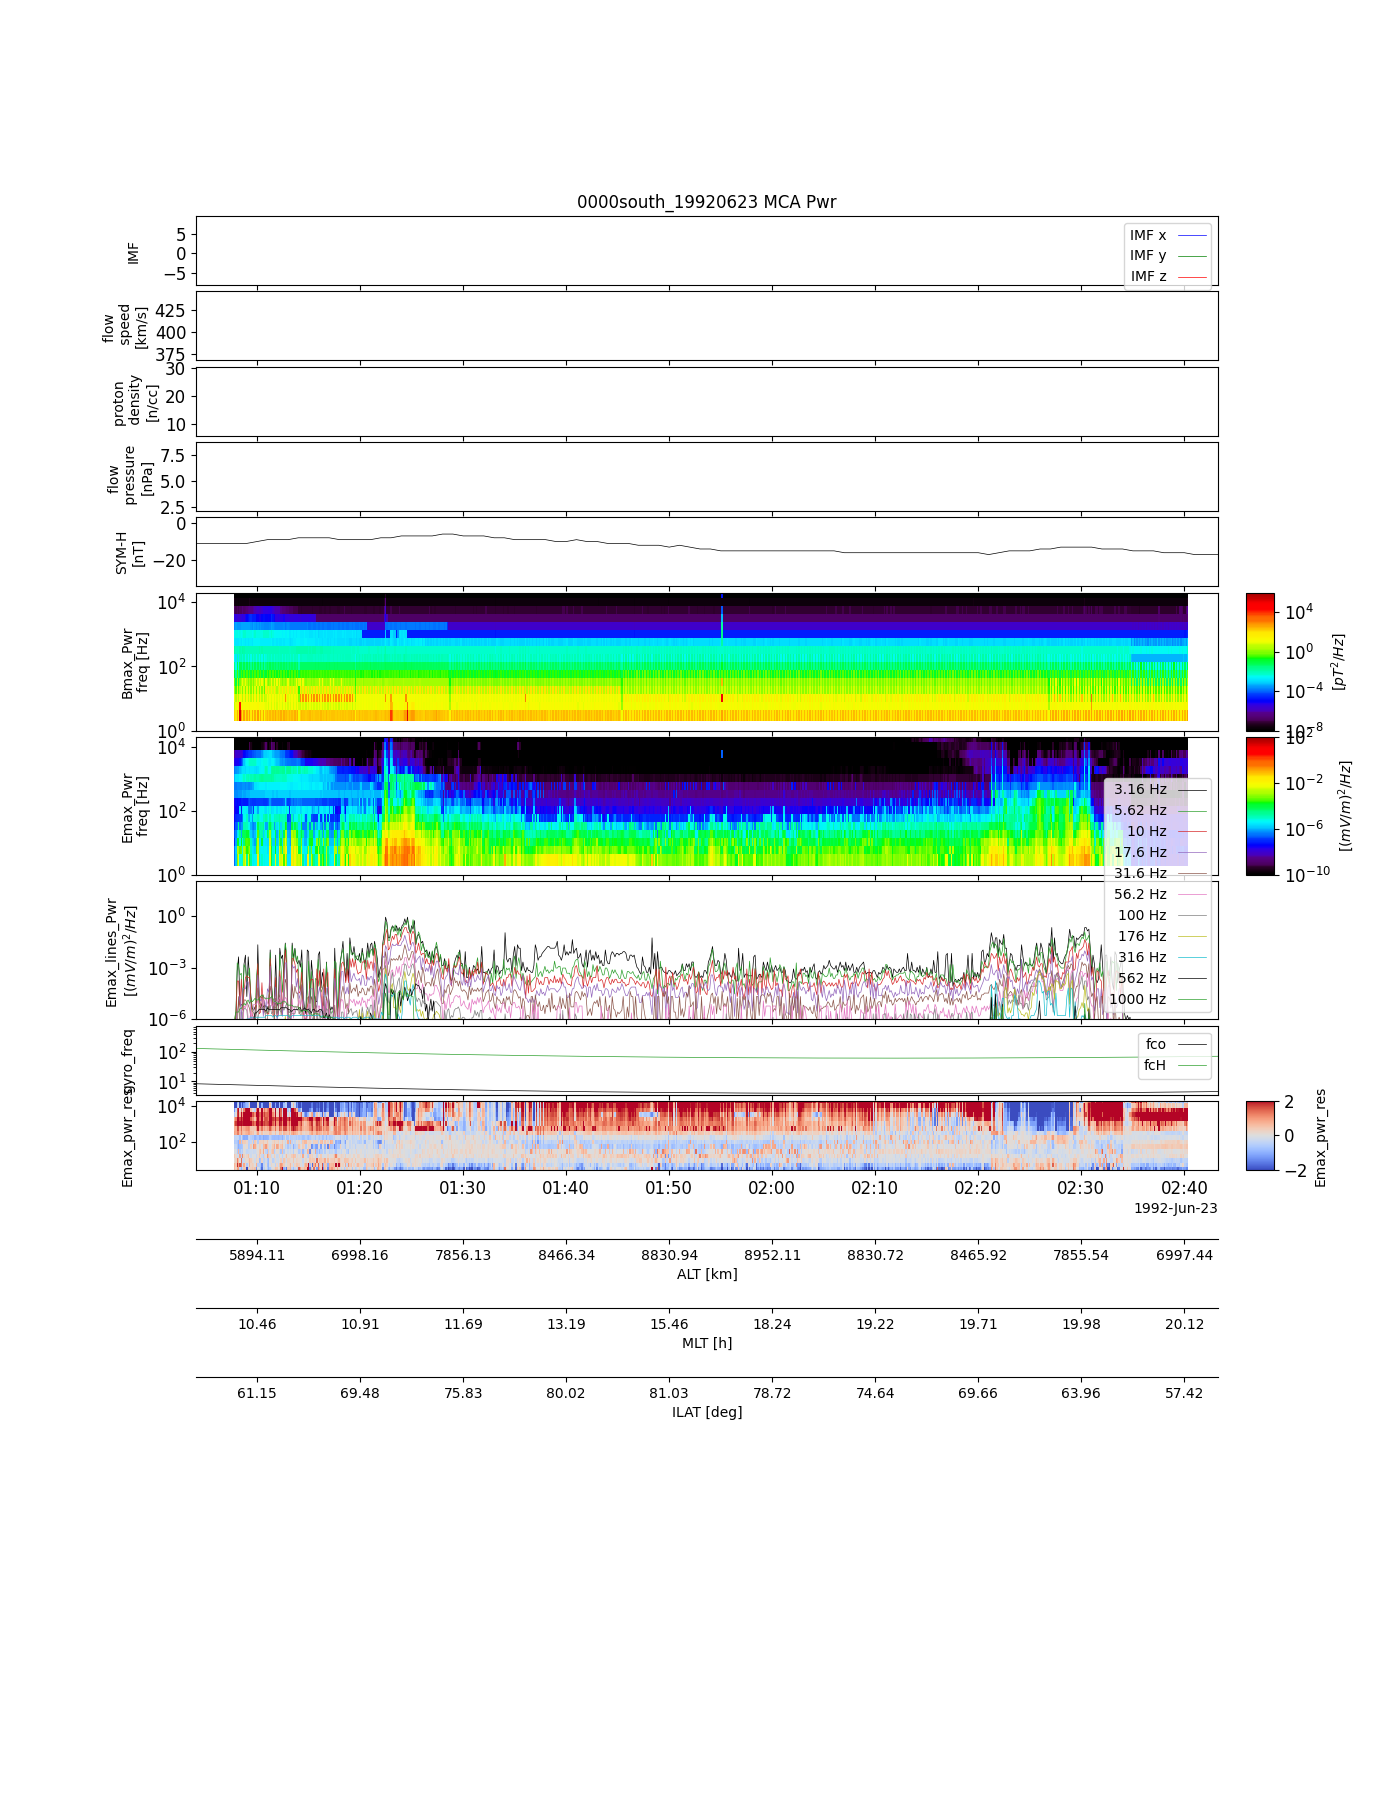 0000south_19920623 MCA Pwr
5
0
−5
IMF
IMF x
IMF y
IMF z
425
400
375
flow
speed
[km/s]
30
20
10
proton
density
[n/cc]
7.5
5.0
2.5
flow
pressure
[nPa]
0
−20
SYM-H
[nT]
10^4
10^2
10^0
Bmax_Pwr
freq [Hz]
10^4
10^0
10^−4
10^−8
[pT^2/Hz]
10^4
10^2
10^0
Emax_Pwr
freq [Hz]
10^2
10^−2
10^−6
10^−10
[(mV/m)^2/Hz]
3.16 Hz
5.62 Hz
10 Hz
17.6 Hz
31.6 Hz
56.2 Hz
100 Hz
176 Hz
316 Hz
562 Hz
1000 Hz
10^0
10^−3
10^−6
Emax_lines_Pwr
[(mV/m)^2/Hz]
10^2
10^1
gyro_freq
fco
fcH
10^4
10^2
Emax_pwr_res
2
0
−2
Emax_pwr_res
01:10 01:20 01:30 01:40 01:50 02:00 02:10 02:20 02:30 02:40
1992-Jun-23
5894.11 6998.16 7856.13 8466.34 8830.94 8952.11 8830.72 8465.92 7855.54 6997.44
ALT [km]
10.46 10.91 11.69 13.19 15.46 18.24 19.22 19.71 19.98 20.12
MLT [h]
61.15 69.48 75.83 80.02 81.03 78.72 74.64 69.66 63.96 57.42
ILAT [deg]